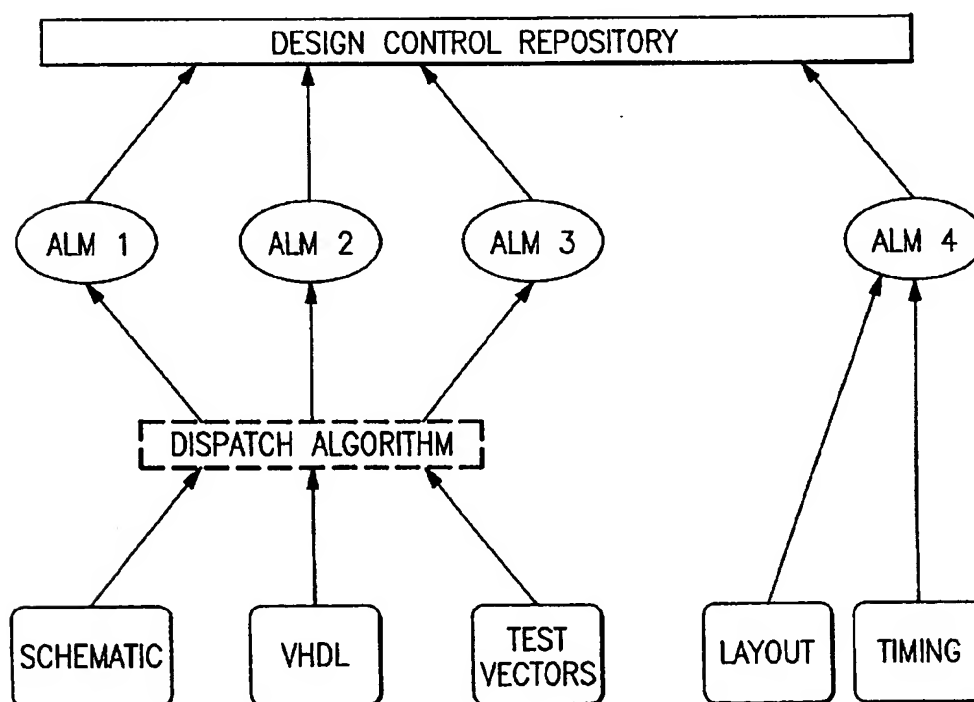 DESIGN CONTROL REPOSITORY
ALM 1
ALM 2
ALM 3
ALM 4
DISPATCH ALGORITHM
SCHEMATIC
VHDL
TEST
VECTORS
LAYOUT
TIMING